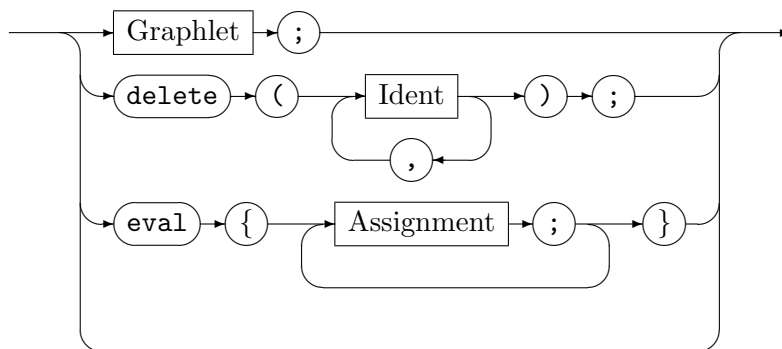 Graphlet ;
delete ( Ident ) ;
,
eval { Assignment ; }